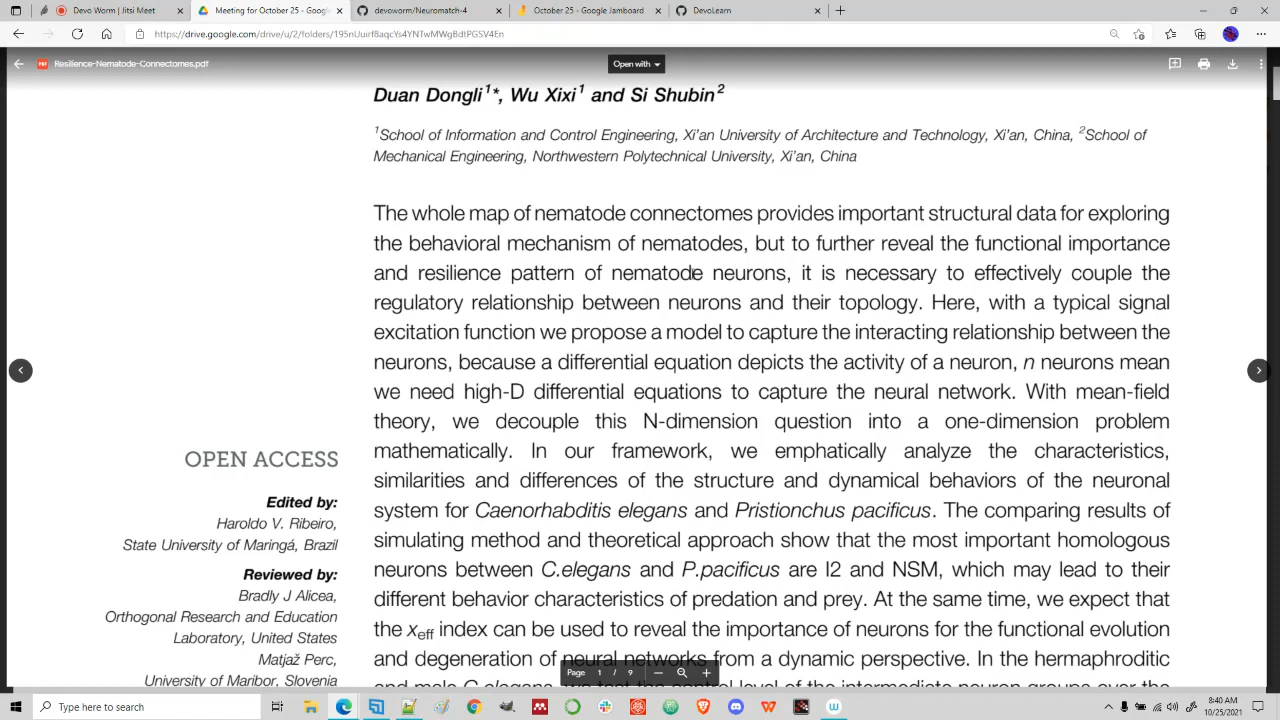 Devo Worm Jitsi Meet
Meeting for October 25 - Google
devoworm/Neuromatch-4
October 25 - Google Jamboard
DevoLearn
https://drive.google.com/drive/u/2/folders/195nUuirf8aqcYs4YNTwMWgBdtPGSV4En
Resilience-Nematode-Connectomes.pdf
Open with
Duan Dongli1*, Wu Xixi1 and Si Shubin2
1School of Information and Control Engineering, Xi'an University of Architecture and Technology, Xi'an, China, 2School of
Mechanical Engineering, Northwestern Polytechnical University, Xi'an, China
The whole map of nematode connectomes provides important structural data for exploring
the behavioral mechanism of nematodes, but to further reveal the functional importance
and resilience pattern of nematode neurons, it is necessary to effectively couple the
regulatory relationship between neurons and their topology. Here, with a typical signal
excitation function we propose a model to capture the interacting relationship between the
neurons, because a differential equation depicts the activity of a neuron, n neurons mean
we need high-D differential equations to capture the neural network. With mean-field
theory, we decouple this N-dimension question into a one-dimension problem
mathematically. In our framework, we emphatically analyze the characteristics,
similarities and differences of the structure and dynamical behaviors of the neuronal
system for Caenorhabditis elegans and Pristionchus pacificus. The comparing results of
simulating method and theoretical approach show that the most important homologous
neurons between C.elegans and P.pacificus are I2 and NSM, which may lead to their
different behavior characteristics of predation and prey. At the same time, we expect that
the xeff index can be used to reveal the importance of neurons for the functional evolution
and degeneration of neural networks from a dynamic perspective. In the hermaphroditic
OPEN ACCESS
Edited by:
Haroldo V. Ribeiro,
State University of Maringá, Brazil
Reviewed by:
Bradly J Alicea,
Orthogonal Research and Education
Laboratory, United States
Matjaž Perc,
University of Maribor, Slovenia
Page 1 / 9
Type here to search
8:40 AM
10/25/2021